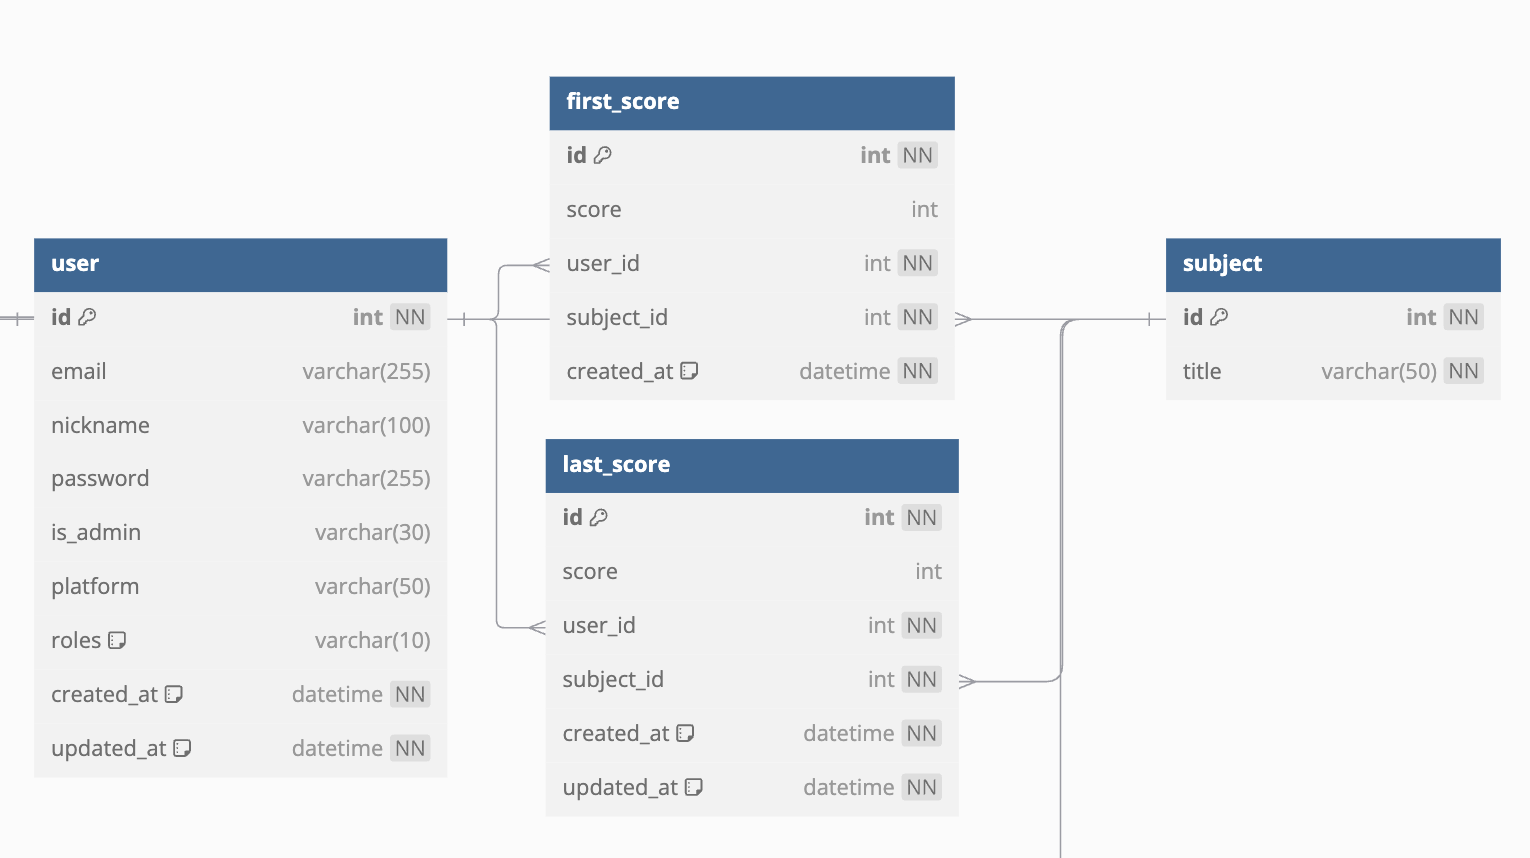 first_score
id int NN
score int
user_id int NN
subject_id int NN
created_at datetime NN
user
id int NN
email varchar(255)
nickname varchar(100)
password varchar(255)
is_admin varchar(30)
platform varchar(50)
roles varchar(10)
created_at datetime NN
updated_at datetime NN
last_score
id int NN
score int
user_id int NN
subject_id int NN
created_at datetime NN
updated_at datetime NN
subject
id int NN
title varchar(50) NN